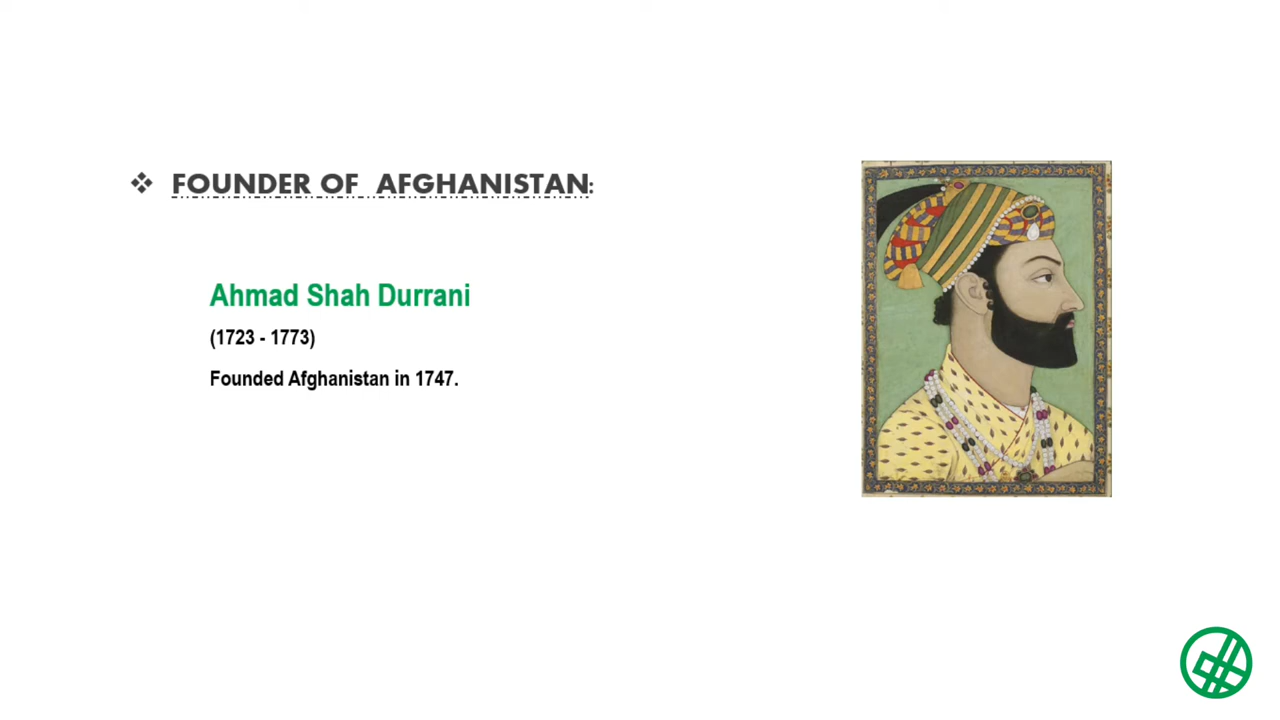 FOUNDER OF AFGHANISTAN:
Ahmad Shah Durrani
(1723 - 1773)
Founded Afghanistan in 1747.